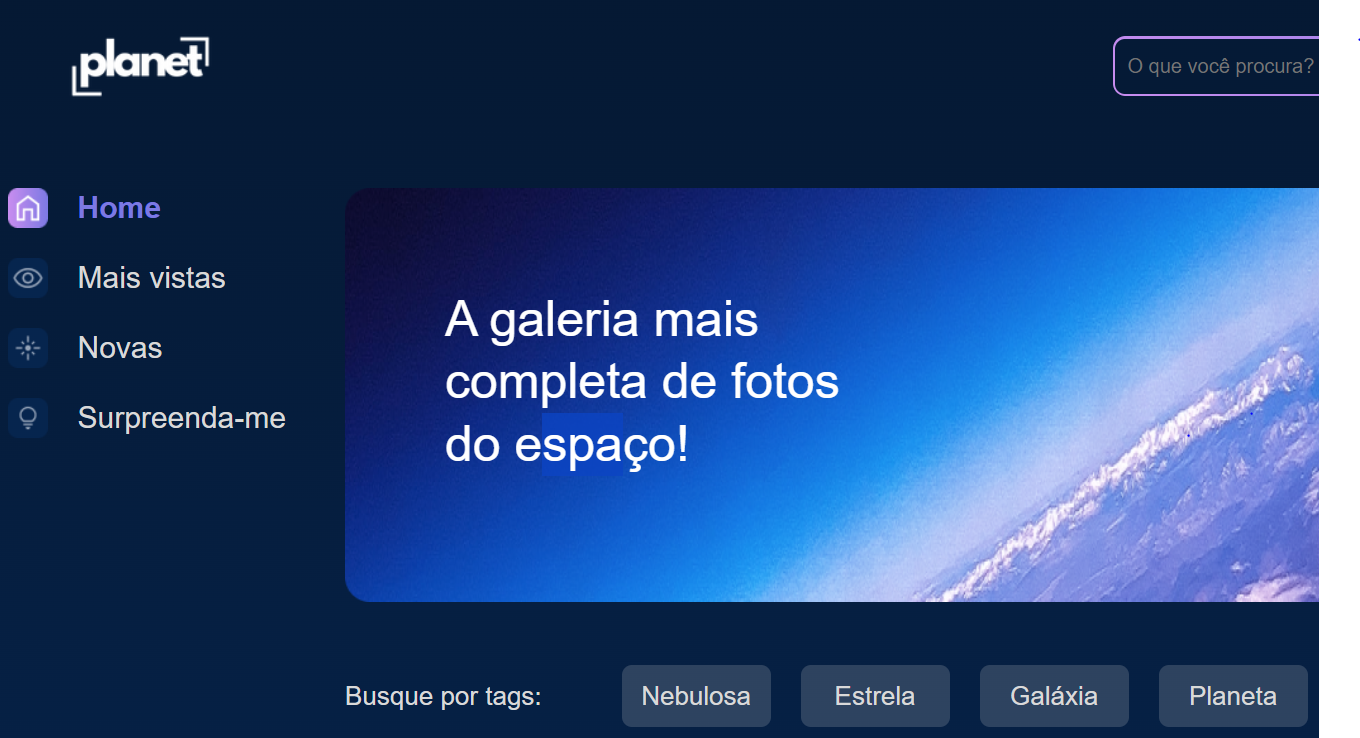 planet
O que você procura?
Home
Mais vistas
Novas
Surpreenda-me
A galeria mais
completa de fotos
do espaço!
Busque por tags:
Nebulosa
Estrela
Galáxia
Planeta